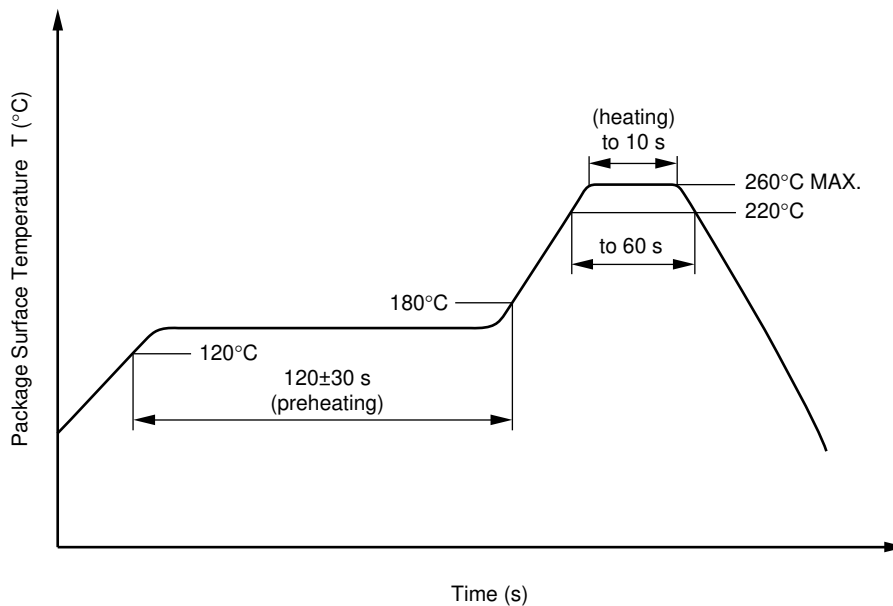 Package Surface Temperature T (°C)
(heating)
to 10 s
260°C MAX.
220°C
to 60 s
180°C
120°C
120±30 s
(preheating)
Time (s)